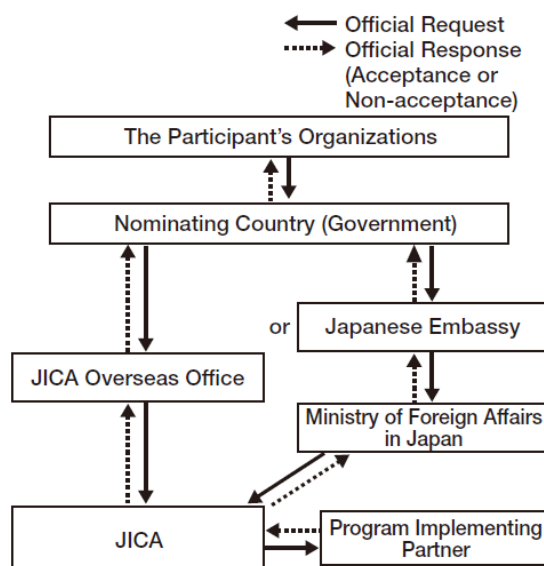 Official Request
Official Response
(Acceptance or
Non-acceptance)
The Participant's Organizations
Nominating Country (Government)
or
Japanese Embassy
JICA Overseas Office
Ministry of Foreign Affairs
in Japan
JICA
Program Implementing
Partner